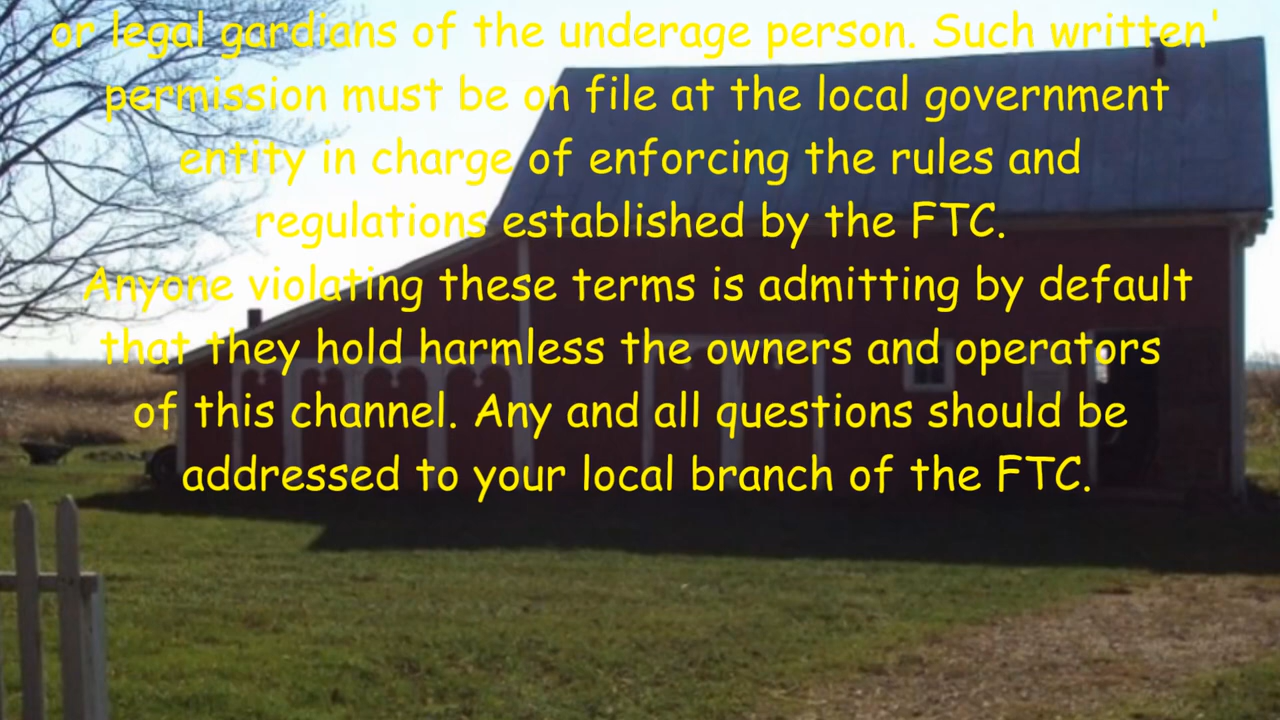 or legal gardians of the underage person. Such written'
permission must be on file at the local government
entity in charge of enforcing the rules and
regulations established by the FTC.
Anyone violating these terms is admitting by default
that they hold harmless the owners and operators
of this channel. Any and all questions should be
addressed to your local branch of the FTC.